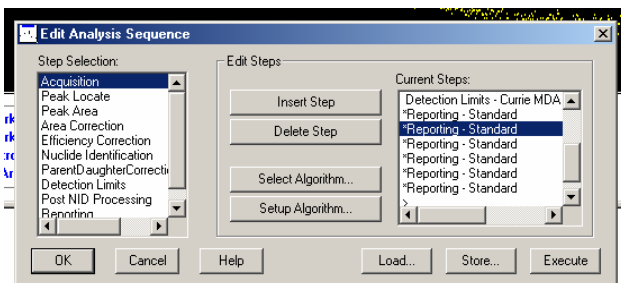 Edit Analysis Sequence
Step Selection:
Acquisition
Peak Locate
Peak Area
Area Correction
Efficiency Correction
Nuclide Identification
ParentDaughterCorrecti
Detection Limits
Post NID Processing
Reporting
Edit Steps
Insert Step
Delete Step
Select Algorithm...
Setup Algorithm...
Current Steps:
Detection Limits - Currie MDA
*Reporting - Standard
*Reporting - Standard
*Reporting - Standard
*Reporting - Standard
*Reporting - Standard
*Reporting - Standard
>
OK Cancel Help Load... Store... Execute